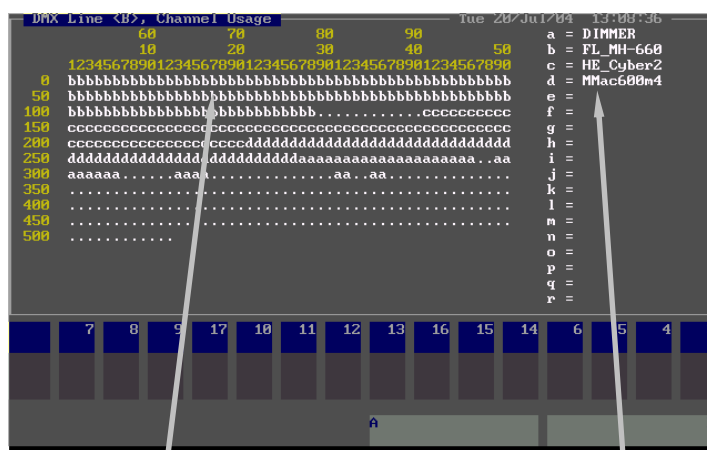 DMX Line <B>, Channel Usage Tue 20/Jul/04 13:08:36
60 70 80 90 a = DIMMER
10 20 30 40 50 b = FL_MH-660
12345678901234567890123456789012345678901234567890 c = HE_Cyber2
0 bbbbbbbbbbbbbbbbbbbbbbbbbbbbbbbbbbbbbbbbbbbbbbbbbb d = MMac600m4
50 bbbbbbbbbbbbbbbbbbbbbbbbbbbbbbbbbbbbbbbbbbbbbbbbbb e =
100 bbbbbbbbbbbbbbbbbbbbbbbbbbbb............cccccccccc f =
150 cccccccccccccccccccccccccccccccccccccccccccccccccc g =
200 ccccccccccccccccccccdddddddddddddddddddddddddddddd h =
250 ddddddddddddddddddddddddddaaaaaaaaaaaaaaaaaaaa..aa i =
300 aaaaaa......aaaa..............aa..aa.............. j =
350 .................................................. k =
400 .................................................. l =
450 .................................................. m =
500 ............ n =
o =
p =
q =
r =
7 8 9 17 10 11 12 13 16 15 14 6 5 4
A